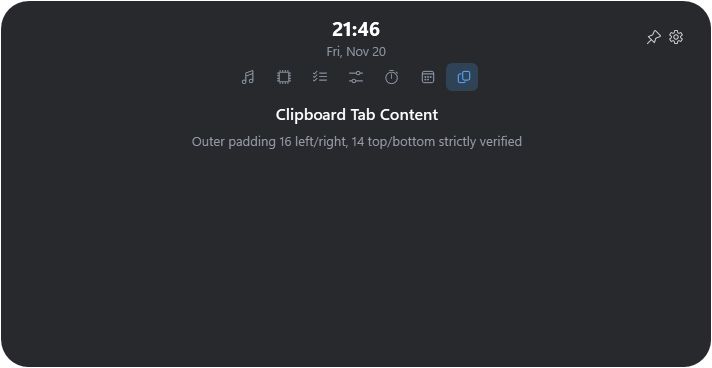 21:46
Fri, Nov 20
Clipboard Tab Content
Outer padding 16 left/right, 14 top/bottom strictly verified